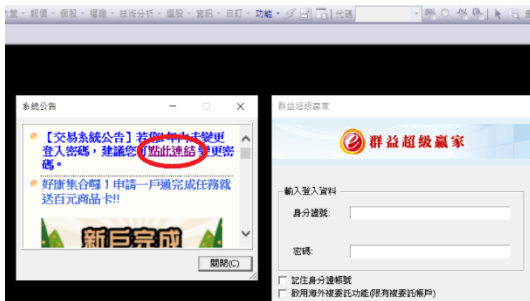 報價 - 個股 - 權證 - 技術分析 - 選股 - 資訊 - 自訂 - 功能
代碼
系統公告
【交易系統公告】若您1年內未變更
登入密碼，建議您可點此連結變更密
碼。
好康集合囉！申請一戶通完成任務就
送百元商品卡!!
新戶完成
關閉(C)
群益超級贏家
群益超級贏家
輸入登入資料
身分證號:
密碼:
記住身分證帳號
啟用海外複委託功能(限有複委託帳戶)